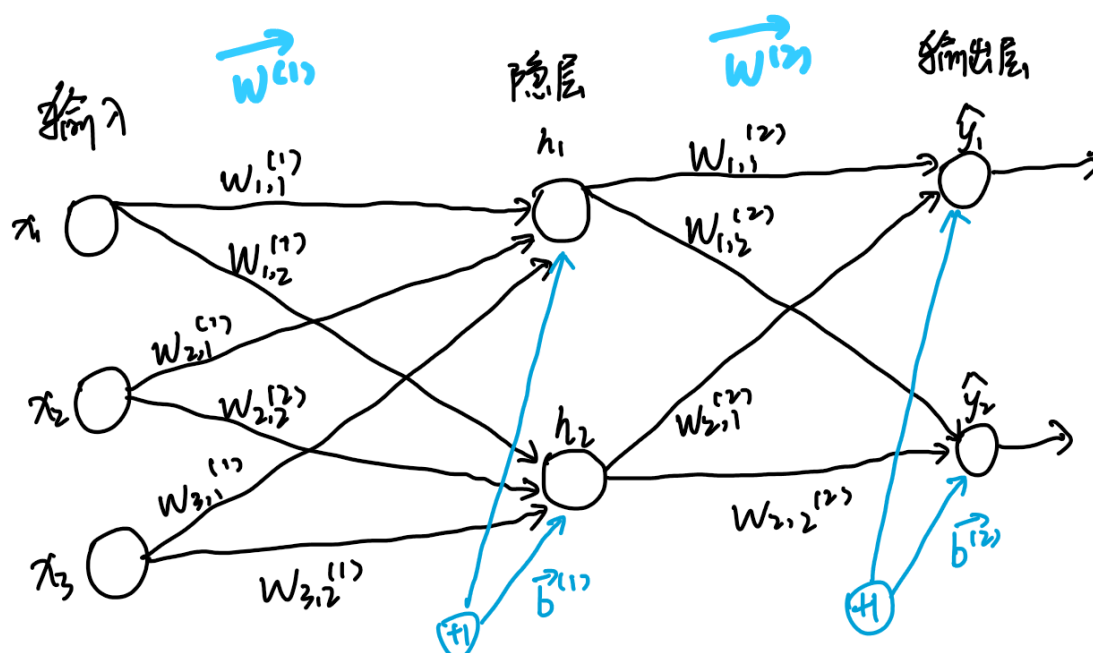 W⁽¹⁾
W⁽²⁾
输入
隐层
输出层
h₁
ŷ₁
W₁,₁⁽¹⁾
W₁,₁⁽²⁾
x₁
W₁,₂⁽¹⁾
W₁,₂⁽²⁾
W₂,₁⁽¹⁾
x₂
W₂,₂⁽²⁾
h₂
W₂,₁⁽²⁾
ŷ₂
W₃,₁⁽¹⁾
W₂,₂⁽²⁾
x₃
W₃,₂⁽¹⁾
b⁽¹⁾
b⁽²⁾
+1
+1